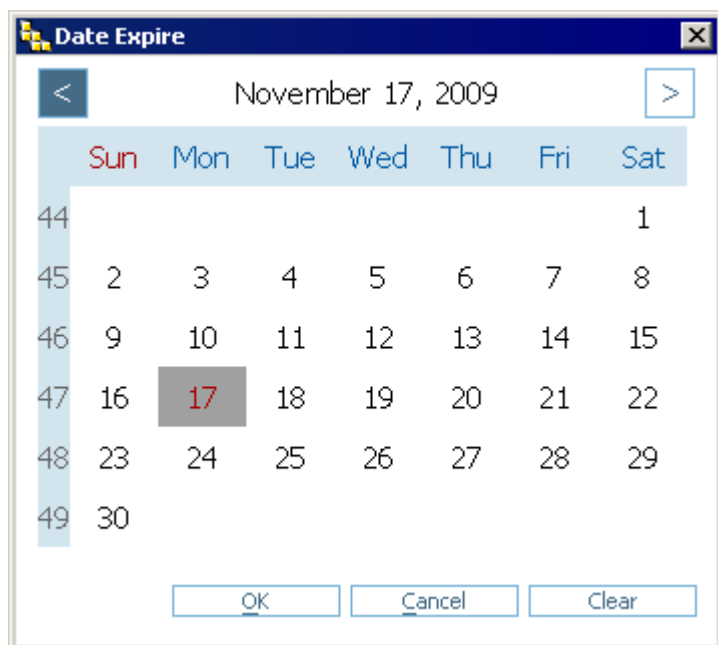 Date Expire
< November 17, 2009 >
Sun Mon Tue Wed Thu Fri Sat
44 1
45 2 3 4 5 6 7 8
46 9 10 11 12 13 14 15
47 16 17 18 19 20 21 22
48 23 24 25 26 27 28 29
49 30
OK Cancel Clear